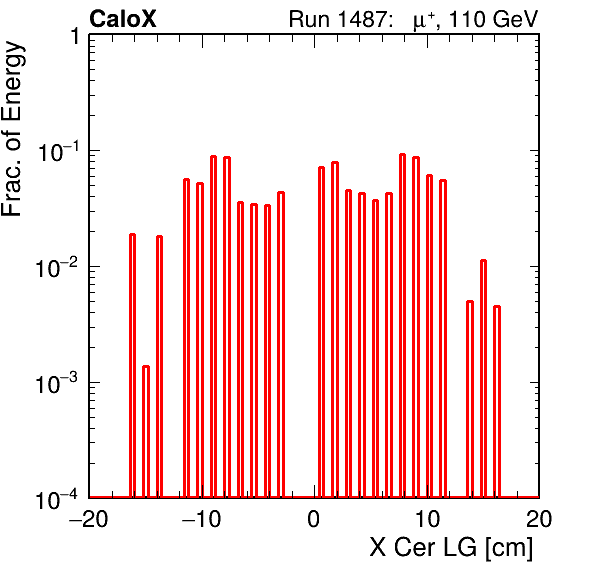 CaloX Run 1487: μ⁺, 110 GeV
Frac. of Energy
1
10⁻¹
10⁻²
10⁻³
10⁻⁴
−20 −10 0 10 20
X Cer LG [cm]